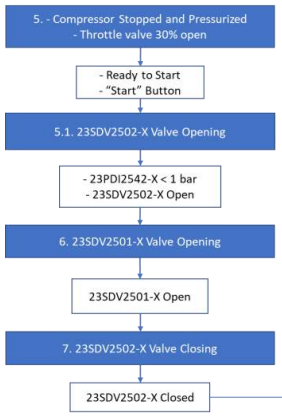 5. - Compressor Stopped and Pressurized
- Throttle valve 30% open
- Ready to Start
- “Start” Button
5.1. 23SDV2502-X Valve Opening
- 23PDI2542-X < 1 bar
- 23SDV2502-X Open
6. 23SDV2501-X Valve Opening
23SDV2501-X Open
7. 23SDV2502-X Valve Closing
23SDV2502-X Closed